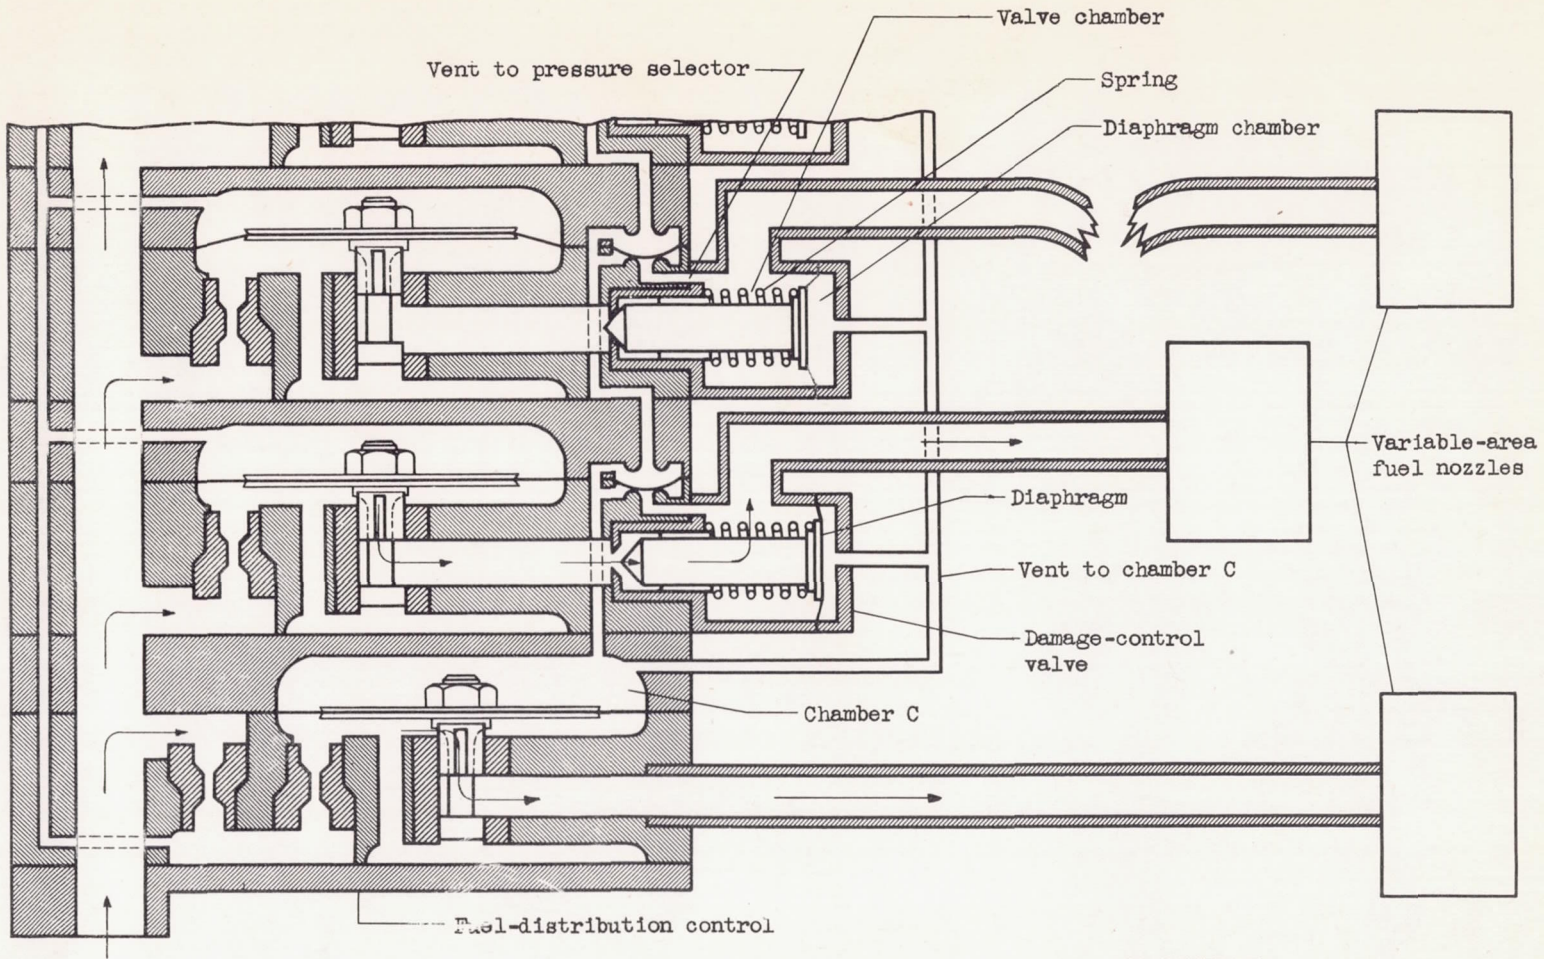 Valve chamber
Vent to pressure selector
Spring
Diaphragm chamber
Variable-area
fuel nozzles
Diaphragm
Vent to chamber C
Damage-control
valve
Chamber C
Fuel-distribution control